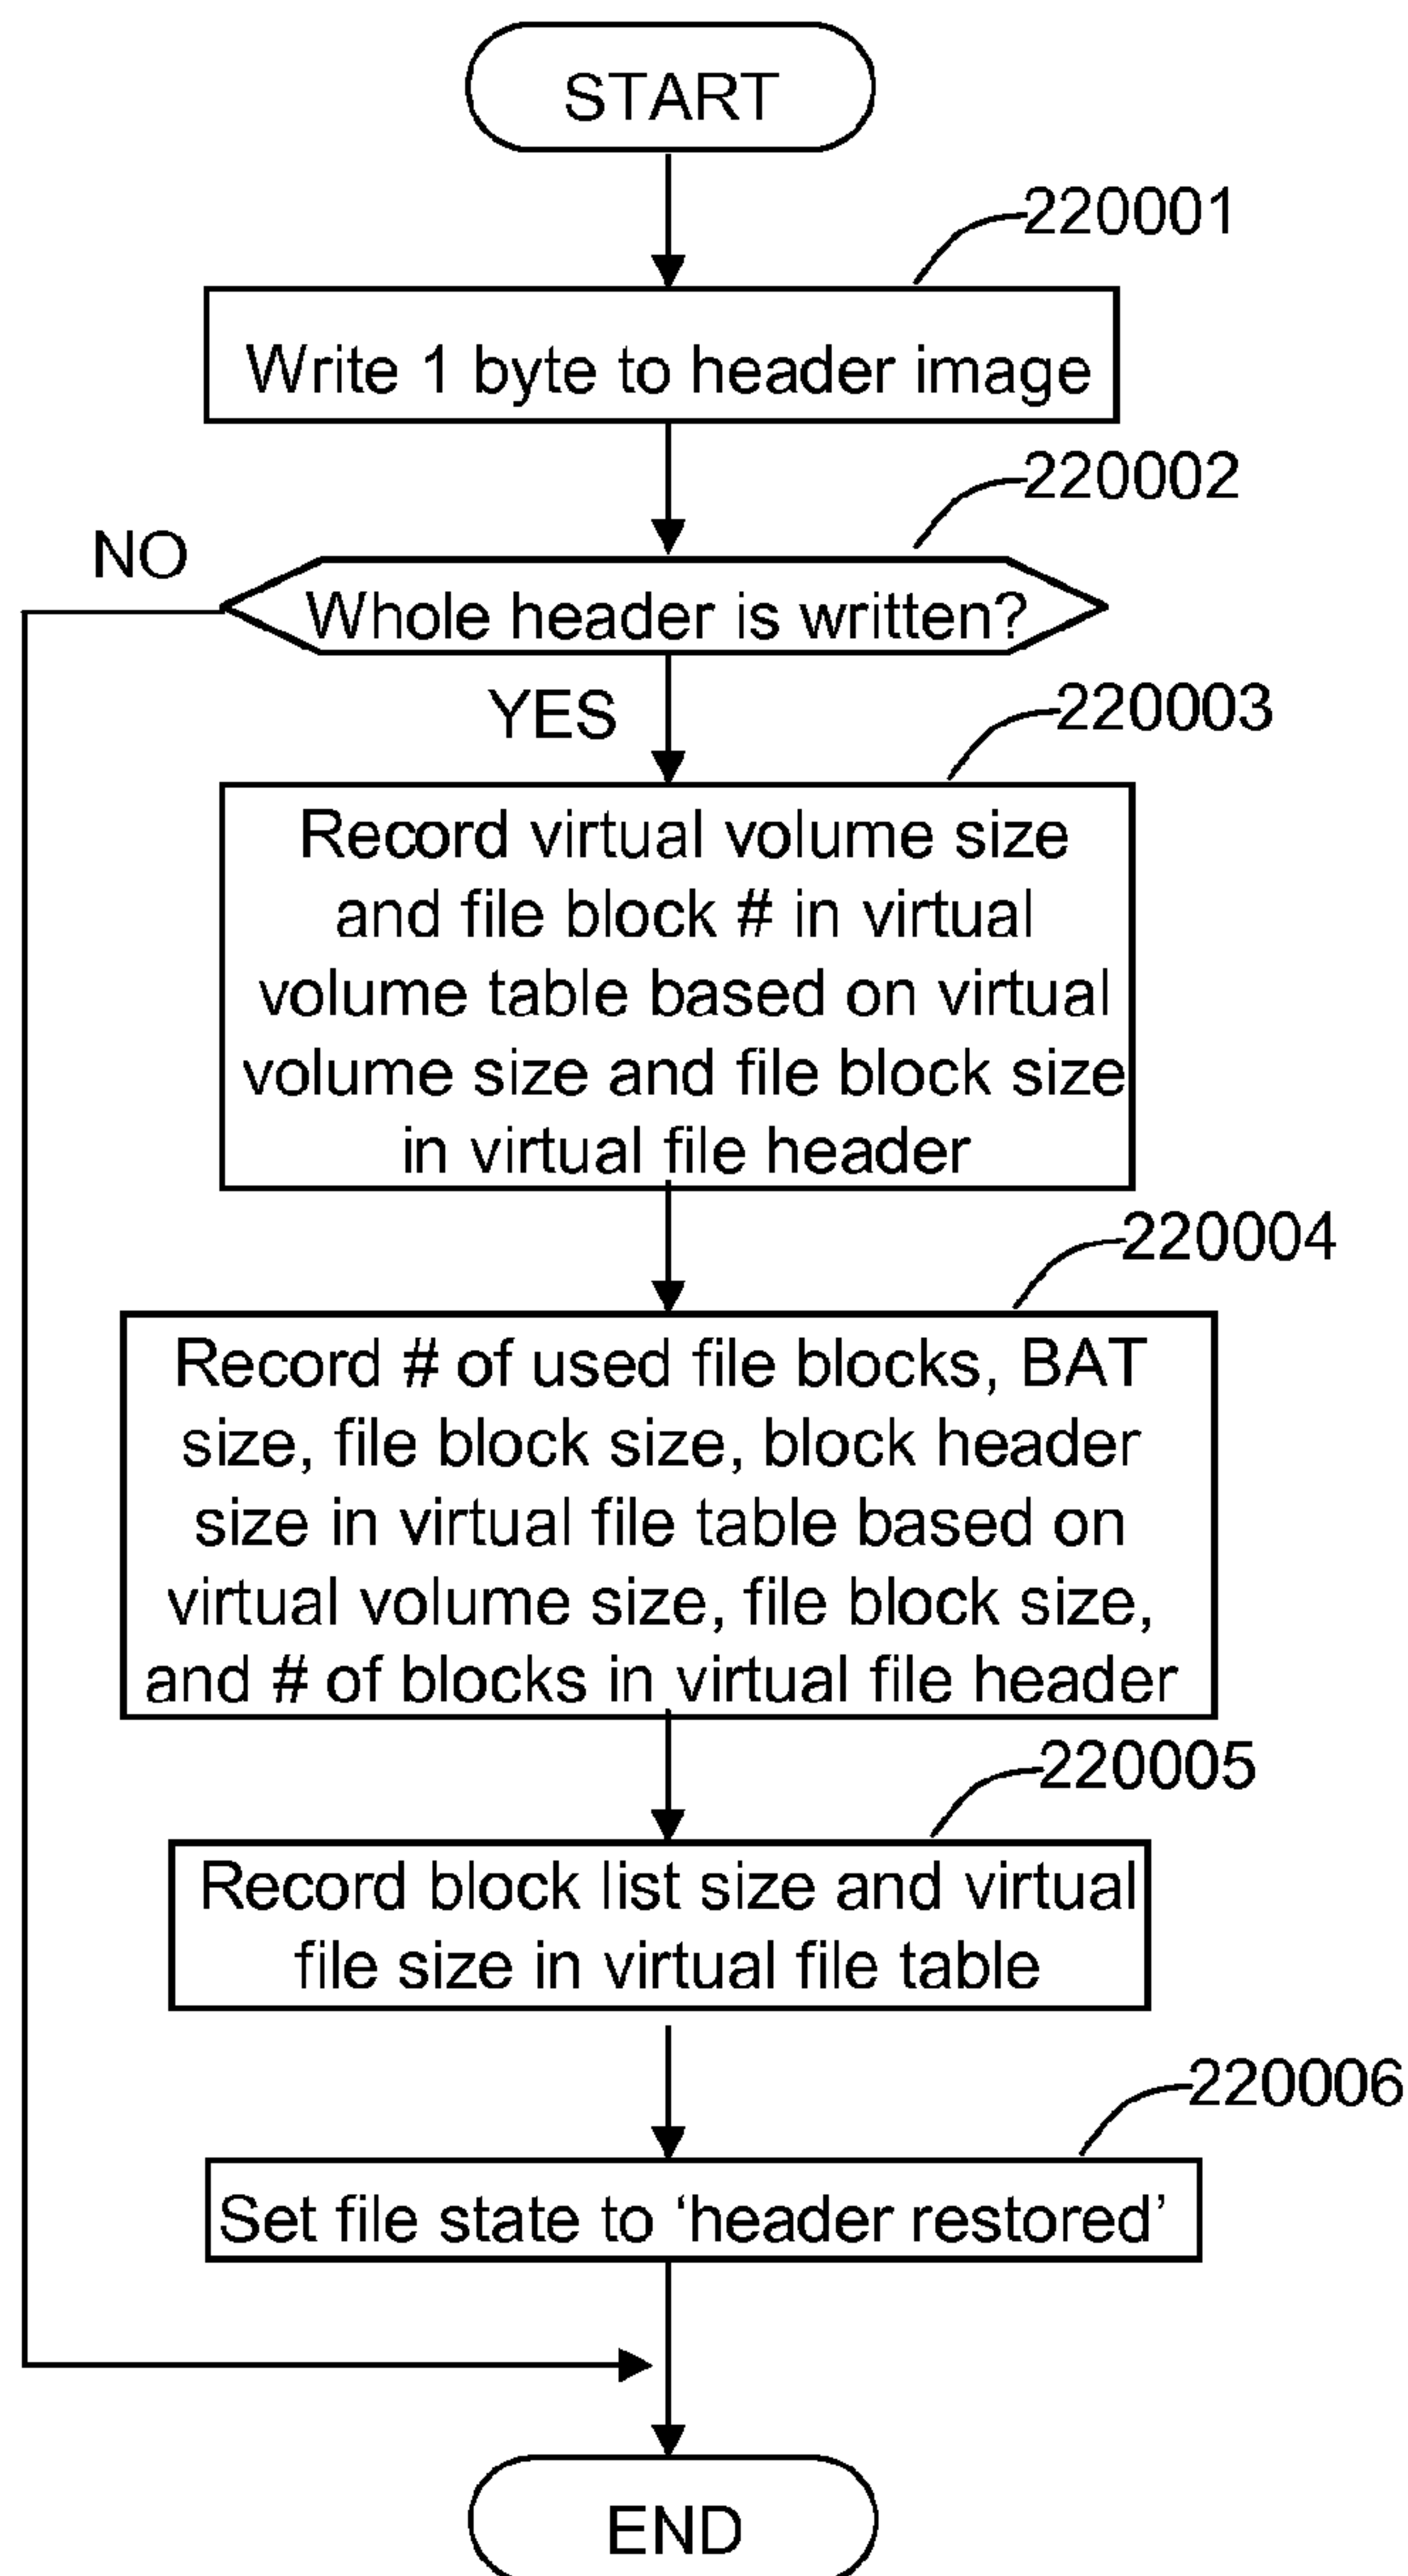 START
220001
Write 1 byte to header image
220002
NO
Whole header is written?
YES
220003
Record virtual volume size
and file block # in virtual
volume table based on virtual
volume size and file block size
in virtual file header
220004
Record # of used file blocks, BAT
size, file block size, block header
size in virtual file table based on
virtual volume size, file block size,
and # of blocks in virtual file header
220005
Record block list size and virtual
file size in virtual file table
220006
Set file state to ‘header restored’
END